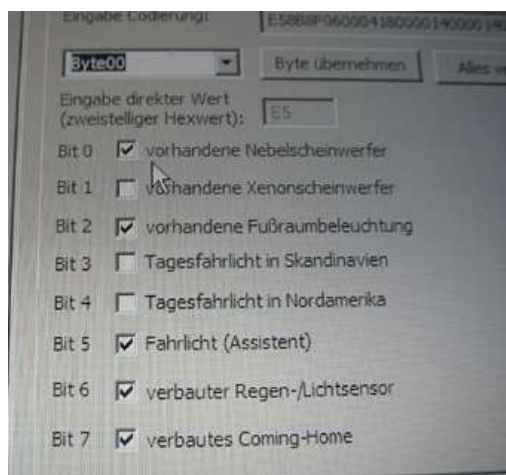 Eingabe Codierung: E58B8F0600041800001400001
Byte00 Byte übernehmen Alles
Eingabe direkter Wert
(zweistelliger Hexwert): E5
Bit 0 vorhandene Nebelscheinwerfer
Bit 1 vorhandene Xenonscheinwerfer
Bit 2 vorhandene Fußraumbeleuchtung
Bit 3 Tagesfahrlicht in Skandinavien
Bit 4 Tagesfahrlicht in Nordamerika
Bit 5 Fahrlicht (Assistent)
Bit 6 verbauter Regen-/Lichtsensor
Bit 7 verbautes Coming-Home